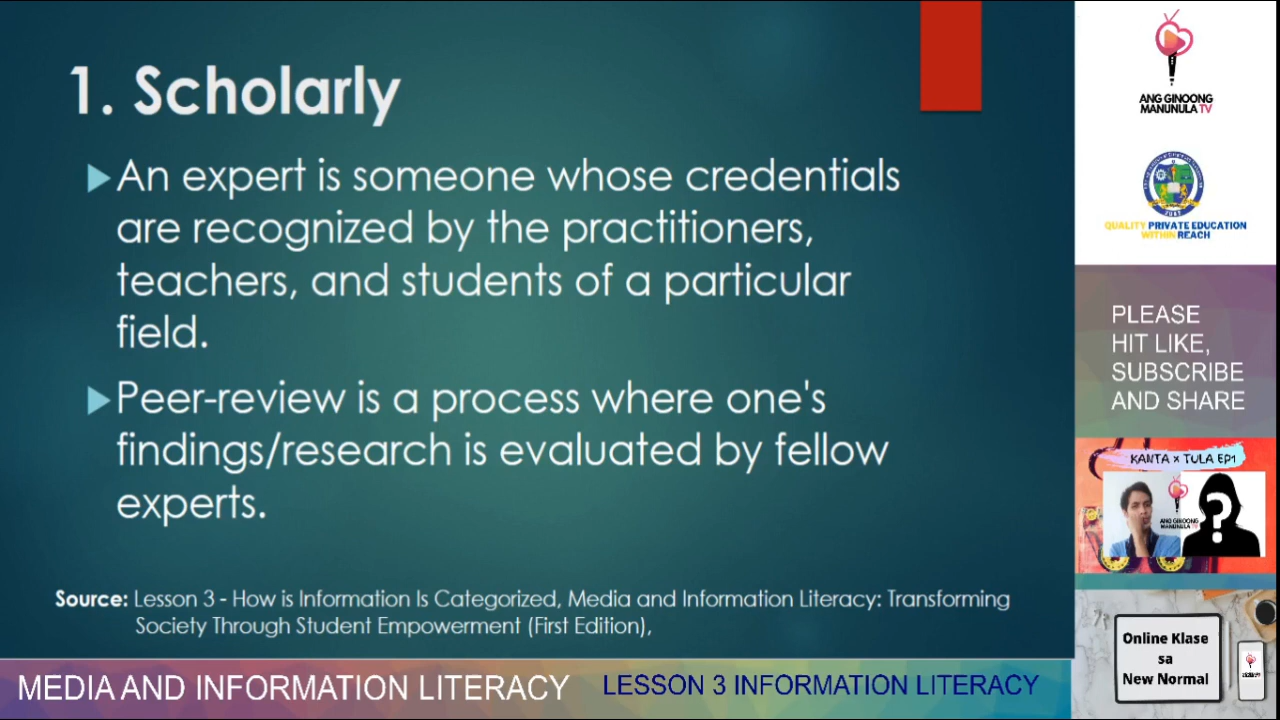 1. Scholarly
An expert is someone whose credentials
are recognized by the practitioners,
teachers, and students of a particular
field.
Peer-review is a process where one's
findings/research is evaluated by fellow
experts.
Source: Lesson 3 - How is Information Is Categorized, Media and Information Literacy: Transforming
Society Through Student Empowerment (First Edition),
MEDIA AND INFORMATION LITERACY
LESSON 3 INFORMATION LITERACY
ANG GINOONG
MANUNULA TV
QUALITY PRIVATE EDUCATION
WITHIN REACH
PLEASE
HIT LIKE,
SUBSCRIBE
AND SHARE
KANTA x TULA EP1
ANG GINOONG
MANUNULA TV
?
Online Klase
sa
New Normal